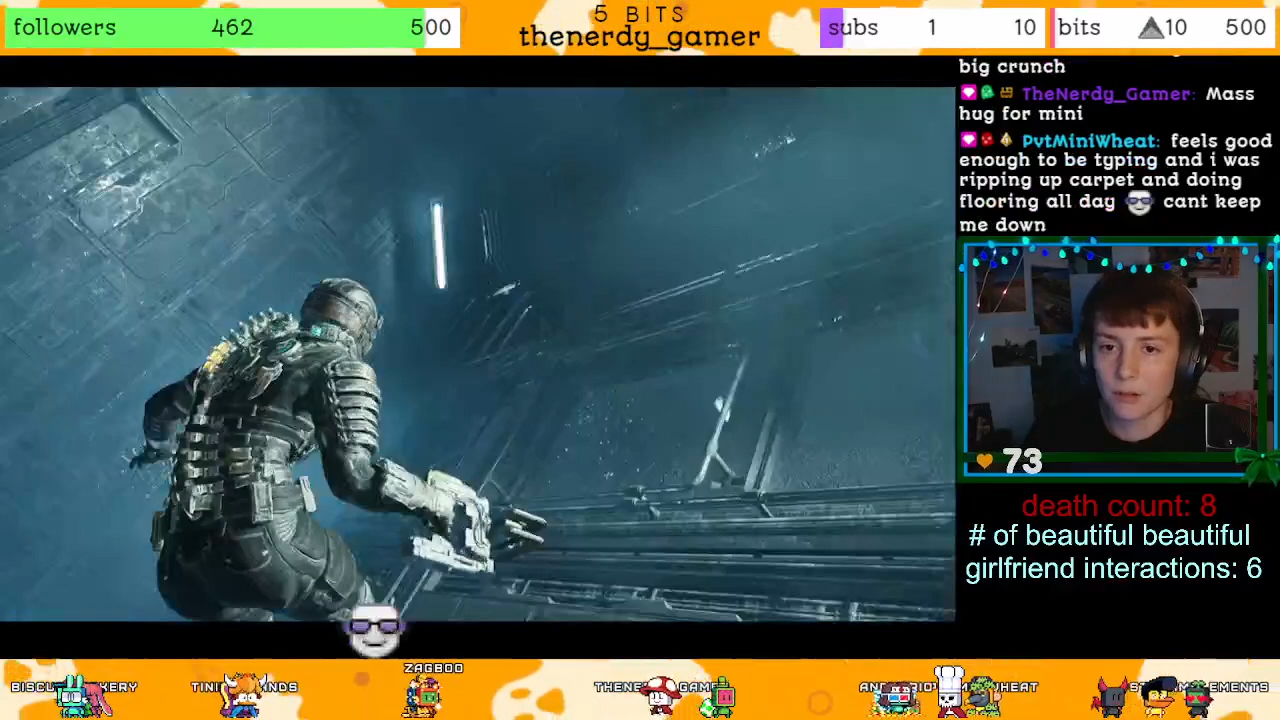 followers 462 500
5 BITS
thenerdy_gamer
subs 1 10
bits 10 500
big crunch
TheNerdy_Gamer: Mass
hug for mini
PvtMiniWheat: feels good
enough to be typing and i was
ripping up carpet and doing
flooring all day cant keep
me down
73
death count: 8
# of beautiful beautiful
girlfriend interactions: 6
ZAGBOO